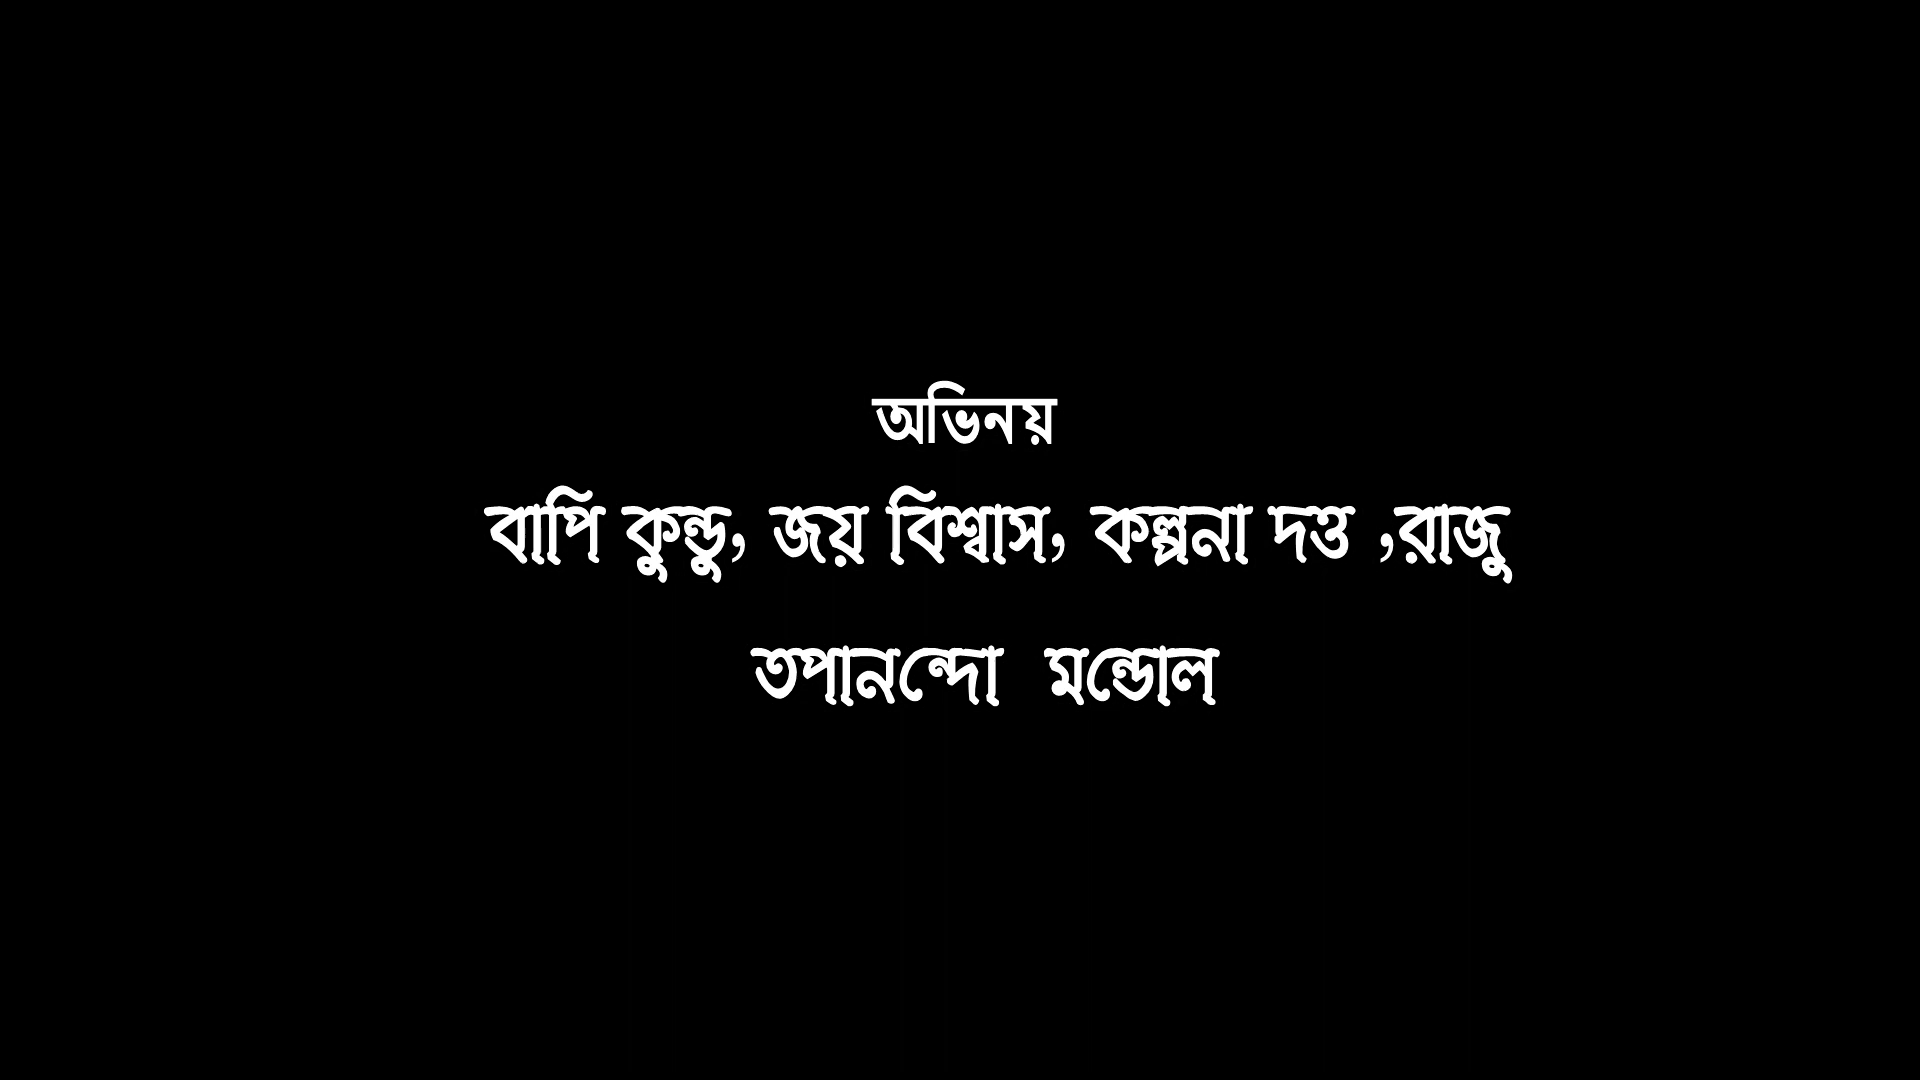 অভিনয়
বাপি কুন্ডু, জয় বিশ্বাস, কল্পনা দত্ত ,রাজু
তপানন্দো মন্ডোল